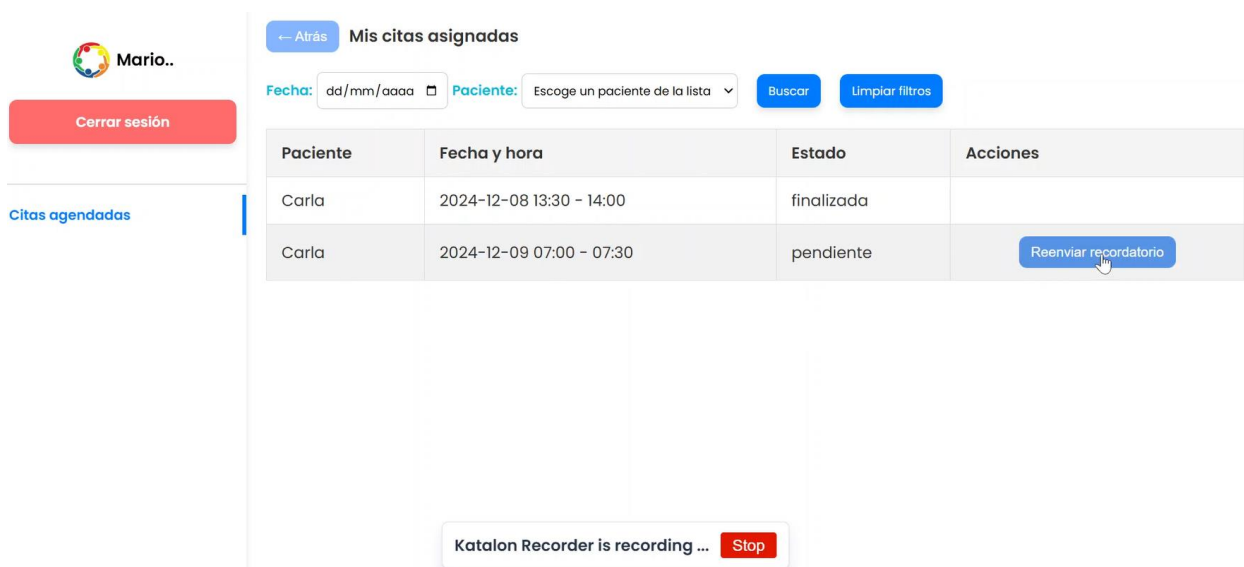 Mario..
Cerrar sesión
Citas agendadas
← Atrás Mis citas asignadas
Fecha: dd/mm/aaaa Paciente: Escoge un paciente de la lista Buscar Limpiar filtros
Paciente Fecha y hora Estado Acciones
Carla 2024-12-08 13:30 - 14:00 finalizada
Carla 2024-12-09 07:00 - 07:30 pendiente Reenviar recordatorio
Katalon Recorder is recording ... Stop